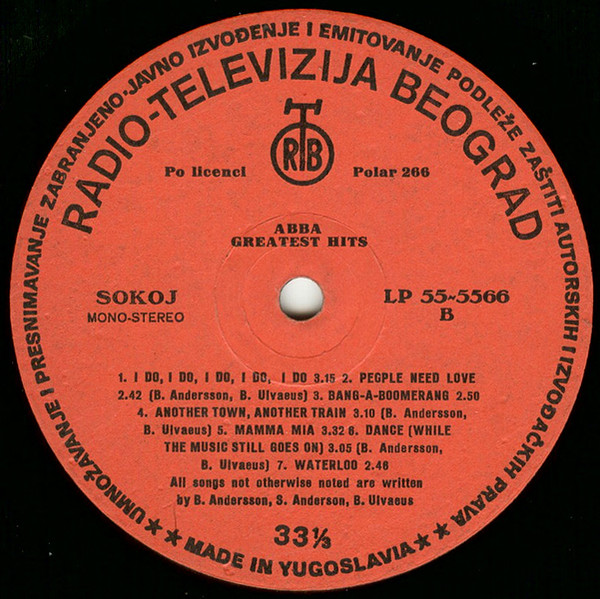 UMNOŽAVANJE I PRESNIMAVANJE ZABRANJENO·JAVNO IZVOĐENJE I EMITOVANJE PODLEŽE ZAŠTITI AUTORSKIH I IZVOĐAČKIH PRAVA
RADIO-TELEVIZIJA BEOGRAD
RTB
Po licenci Polar 266
ABBA
GREATEST HITS
SOKOJ LP 55-5566
MONO-STEREO B
1. I DO, I DO, I DO, I DO, I DO 3.15 2. PEOPLE NEED LOVE
2.42 (B. Andersson, B. Ulvaeus) 3. BANG-A-BOOMERANG 2.50
4. ANOTHER TOWN, ANOTHER TRAIN 3.10 (B. Andersson,
B. Ulvaeus) 5. MAMMA MIA 3.32 6. DANCE (WHILE
THE MUSIC STILL GOES ON) 3.05 (B. Andersson,
B. Ulvaeus) 7. WATERLOO 2.46
All songs not otherwise noted are written
by B. Andersson, S. Anderson, B. Ulvaeus
33⅓
★★ MADE IN YUGOSLAVIA ★★